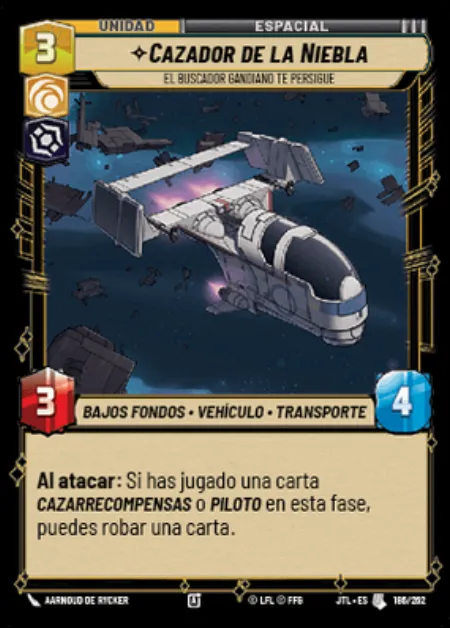 UNIDAD
ESPACIAL
3
CAZADOR DE LA NIEBLA
EL BUSCADOR GANDIANO TE PERSIGUE
3
BAJOS FONDOS • VEHÍCULO • TRANSPORTE
4
Al atacar: Si has jugado una carta
CAZARRECOMPENSAS o PILOTO en esta fase,
puedes robar una carta.
AARNOUD DE RYCKER
A
© LFL © FFG
JTL • ES
186/262